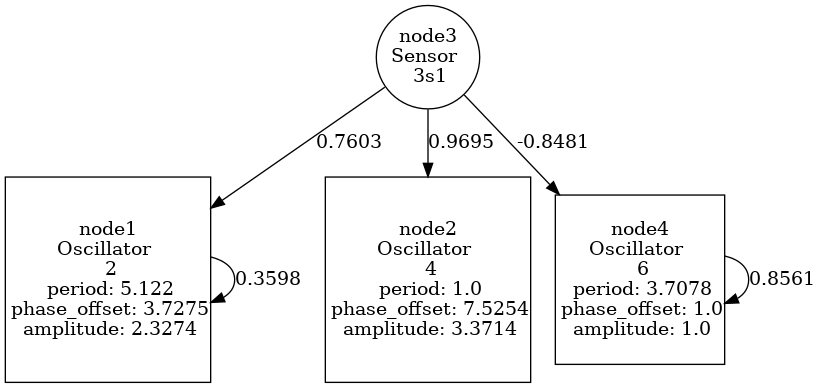 node3
Sensor
3s1
0.7603
0.9695
-0.8481
node1
Oscillator
2
period: 5.122
phase_offset: 3.7275
amplitude: 2.3274
0.3598
node2
Oscillator
4
period: 1.0
phase_offset: 7.5254
amplitude: 3.3714
node4
Oscillator
6
period: 3.7078
phase_offset: 1.0
amplitude: 1.0
0.8561